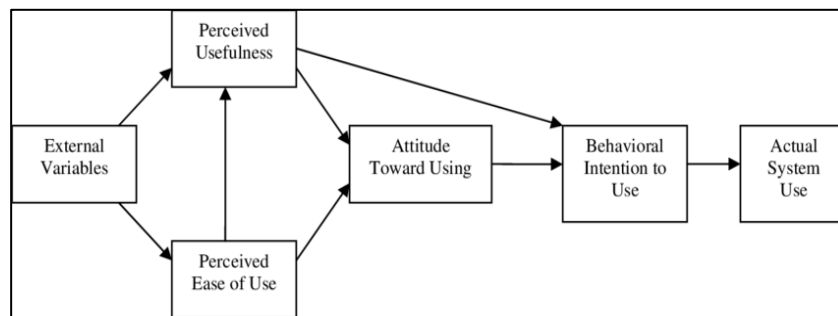 Perceived
Usefulness
External
Variables
Attitude
Toward Using
Behavioral
Intention to
Use
Actual
System
Use
Perceived
Ease of Use